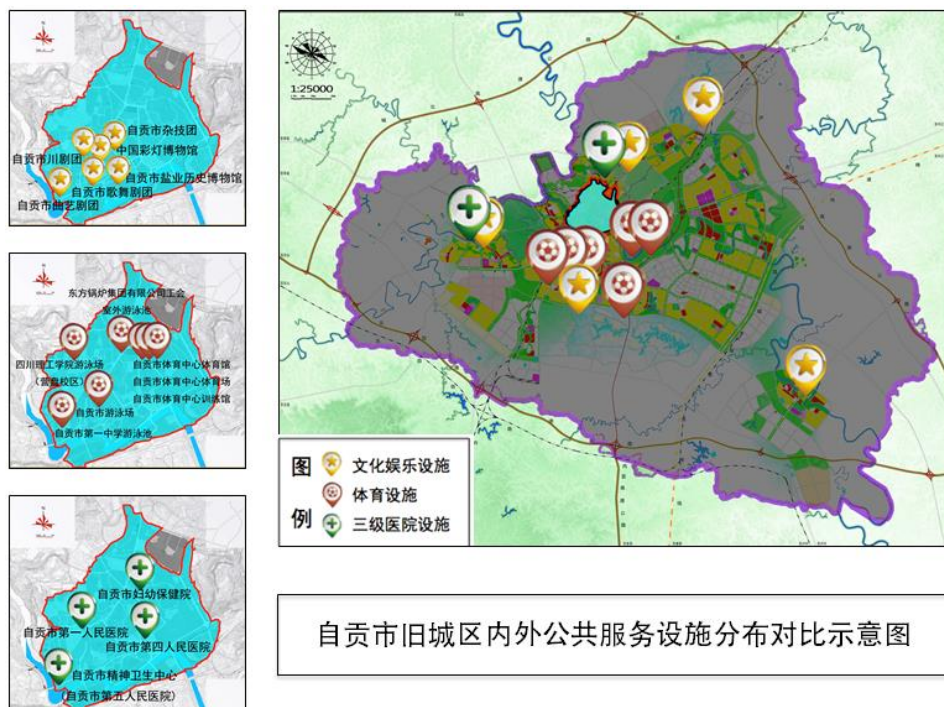 自贡市杂技团
中国彩灯博物馆
自贡市川剧团
自贡市盐业历史博物馆
自贡市歌舞剧团
自贡市曲艺剧团
东方锅炉集团有限公司工会
室外游泳池
四川理工学院游泳场
(营盘校区)
自贡市体育中心体育馆
自贡市体育中心体育场
自贡市体育中心训练馆
自贡市游泳场
自贡市第一中学游泳池
自贡市妇幼保健院
自贡市第一人民医院
自贡市第四人民医院
自贡市精神卫生中心
(自贡市第五人民医院)
1:25000
图例
文化娱乐设施
体育设施
三级医院设施
自贡市旧城区内外公共服务设施分布对比示意图